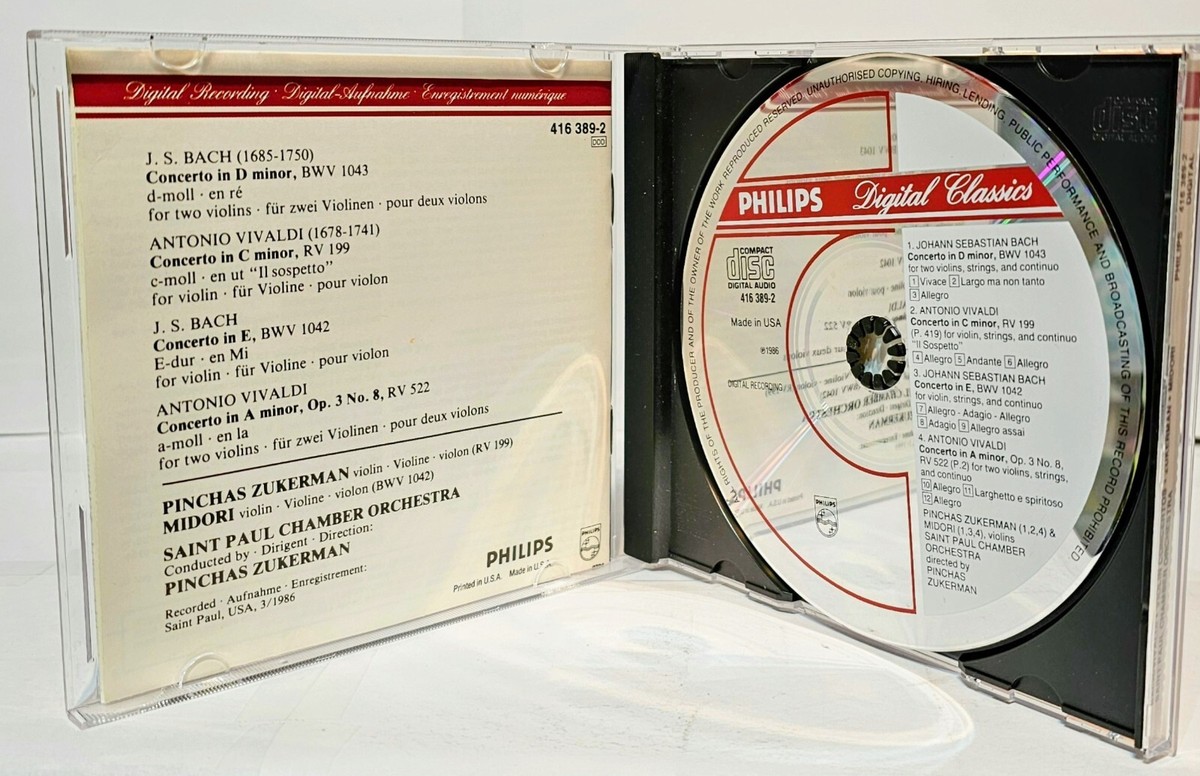 Digital Recording · Digital-Aufnahme · Enregistrement numérique
416 389-2
DDD
J. S. BACH (1685-1750)
Concerto in D minor, BWV 1043
d-moll · en ré
for two violins · für zwei Violinen · pour deux violons
ANTONIO VIVALDI (1678-1741)
Concerto in C minor, RV 199
c-moll · en ut "Il sospetto"
for violin · für Violine · pour violon
J. S. BACH
Concerto in E, BWV 1042
E-dur · en Mi
for violin · für Violine · pour violon
ANTONIO VIVALDI
Concerto in A minor, Op. 3 No. 8, RV 522
a-moll · en la
for two violins · für zwei Violinen · pour deux violons
PINCHAS ZUKERMAN violin · Violine · violon (RV 199)
MIDORI violin · Violine · violon (BWV 1042)
SAINT PAUL CHAMBER ORCHESTRA
Conducted by · Dirigent · Direction:
PINCHAS ZUKERMAN
Recorded · Aufnahme · Enregistrement:
Saint Paul, USA, 3/1986
PHILIPS
Printed in U.S.A. Made in U.S.
PHILIPS
RIGHTS OF THE PRODUCER AND OF THE OWNER OF THE WORK REPRODUCED RESERVED. UNAUTHORISED COPYING, HIRING, LENDING, PUBLIC PERFORMANCE AND BROADCASTING OF THIS RECORD PROHIBITED
PHILIPS Digital Classics
COMPACT
disc
DIGITAL AUDIO
416 389-2
Made in USA
℗1986
DIGITAL RECORDING
PHILIPS
1. JOHANN SEBASTIAN BACH
Concerto in D minor, BWV 1043
for two violins, strings, and continuo
1 Vivace 2 Largo ma non tanto
3 Allegro
2. ANTONIO VIVALDI
Concerto in C minor, RV 199
(P. 419) for violin, strings, and continuo
"Il Sospetto"
4 Allegro 5 Andante 6 Allegro
3. JOHANN SEBASTIAN BACH
Concerto in E, BWV 1042
for violin, strings, and continuo
7 Allegro - Adagio - Allegro
8 Adagio 9 Allegro assai
4. ANTONIO VIVALDI
Concerto in A minor, Op. 3 No. 8,
RV 522 (P.2) for two violins, strings,
and continuo
10 Allegro 11 Larghetto e spiritoso
12 Allegro
PINCHAS ZUKERMAN (1,2,4) &
MIDORI (1,3,4), violins
SAINT PAUL CHAMBER
ORCHESTRA
directed by
PINCHAS
ZUKERMAN
COMPACT
disc
DIGITAL AUDIO